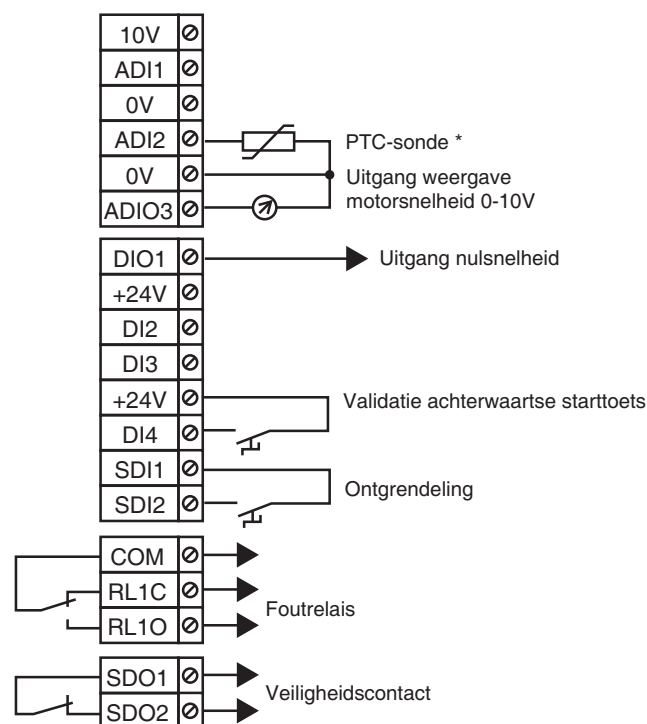 10V
ADI1
0V
ADI2
PTC-sonde *
0V
Uitgang weergave
motorsnelheid 0-10V
ADIO3
DIO1
Uitgang nulsnelheid
+24V
DI2
DI3
+24V
Validatie achterwaartse starttoets
DI4
SDI1
Ontgrendeling
SDI2
COM
RL1C
Foutrelais
RL1O
SDO1
Veiligheidscontact
SDO2